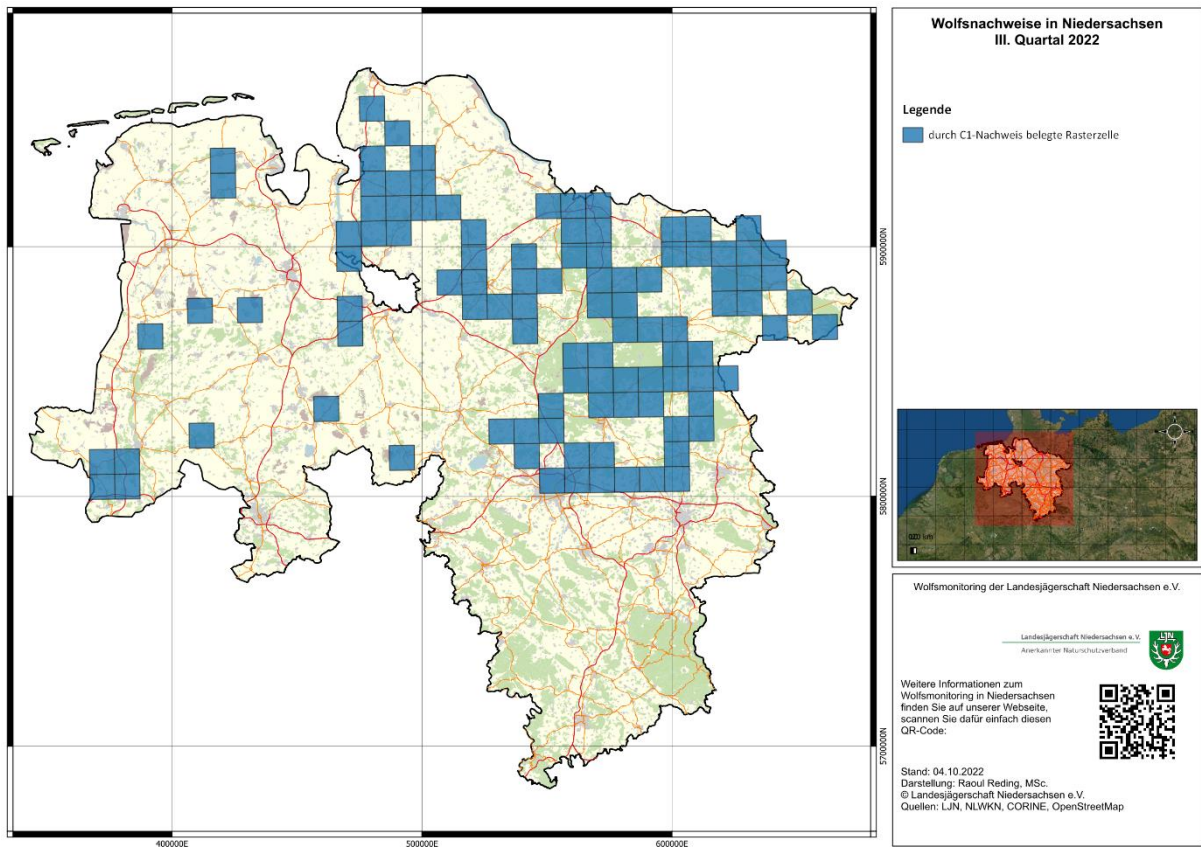 Wolfsnachweise in Niedersachsen
III. Quartal 2022
Legende
durch C1-Nachweis belegte Rasterzelle
5900000N
5800000N
5700000N
400000E
500000E
600000E
Wolfsmonitoring der Landesjägerschaft Niedersachsen e.V.
Landesjägerschaft Niedersachsen e. V.
Anerkannter Naturschutzverband
LJN
Weitere Informationen zum
Wolfsmonitoring in Niedersachsen
finden Sie auf unserer Webseite,
scannen Sie dafür einfach diesen
QR-Code:
Stand: 04.10.2022
Darstellung: Raoul Reding, MSc.
© Landesjägerschaft Niedersachsen e.V.
Quellen: LJN, NLWKN, CORINE, OpenStreetMap